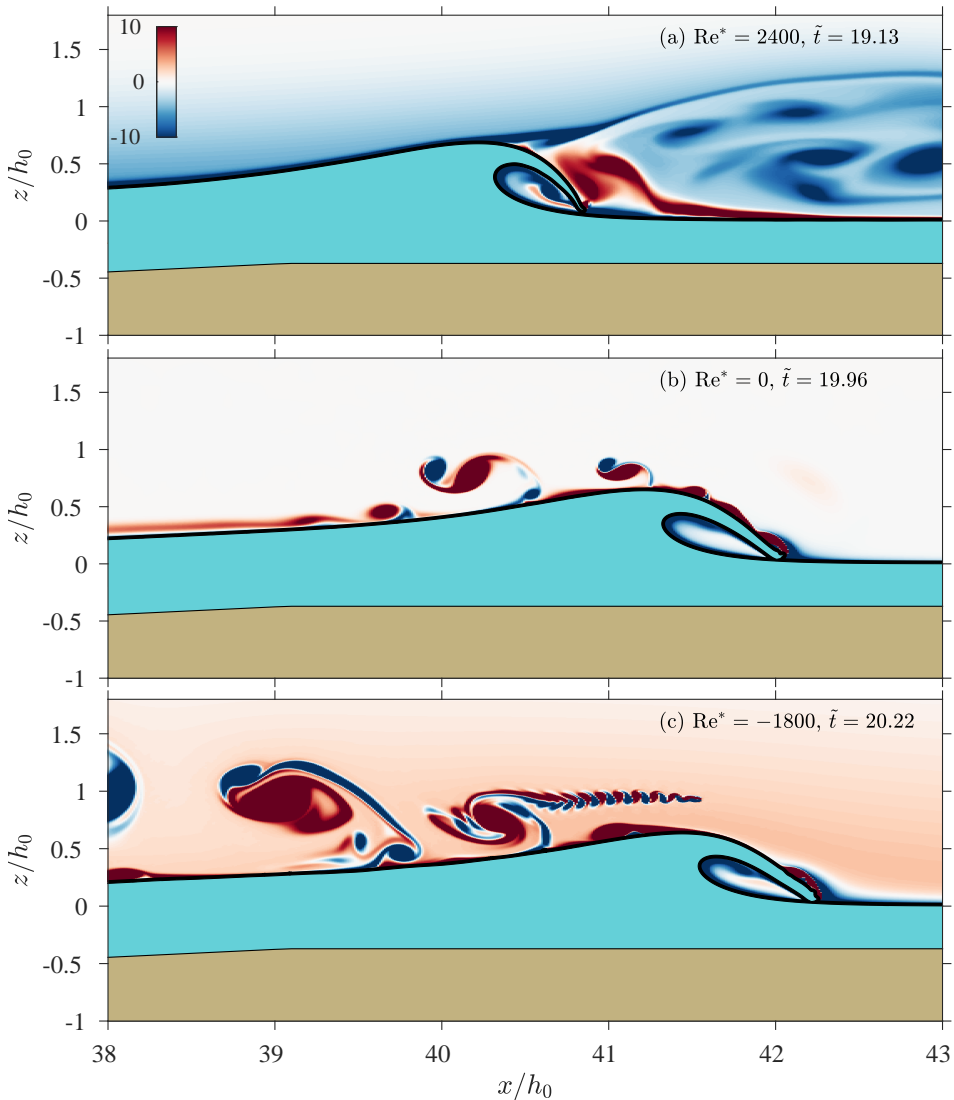 10
0
-10
(a) Re* = 2400, t̃ = 19.13
1.5
1
0.5
0
-0.5
-1
z/h₀
(b) Re* = 0, t̃ = 19.96
1.5
1
0.5
0
-0.5
-1
z/h₀
(c) Re* = −1800, t̃ = 20.22
1.5
1
0.5
0
-0.5
-1
z/h₀
38 39 40 41 42 43
x/h₀